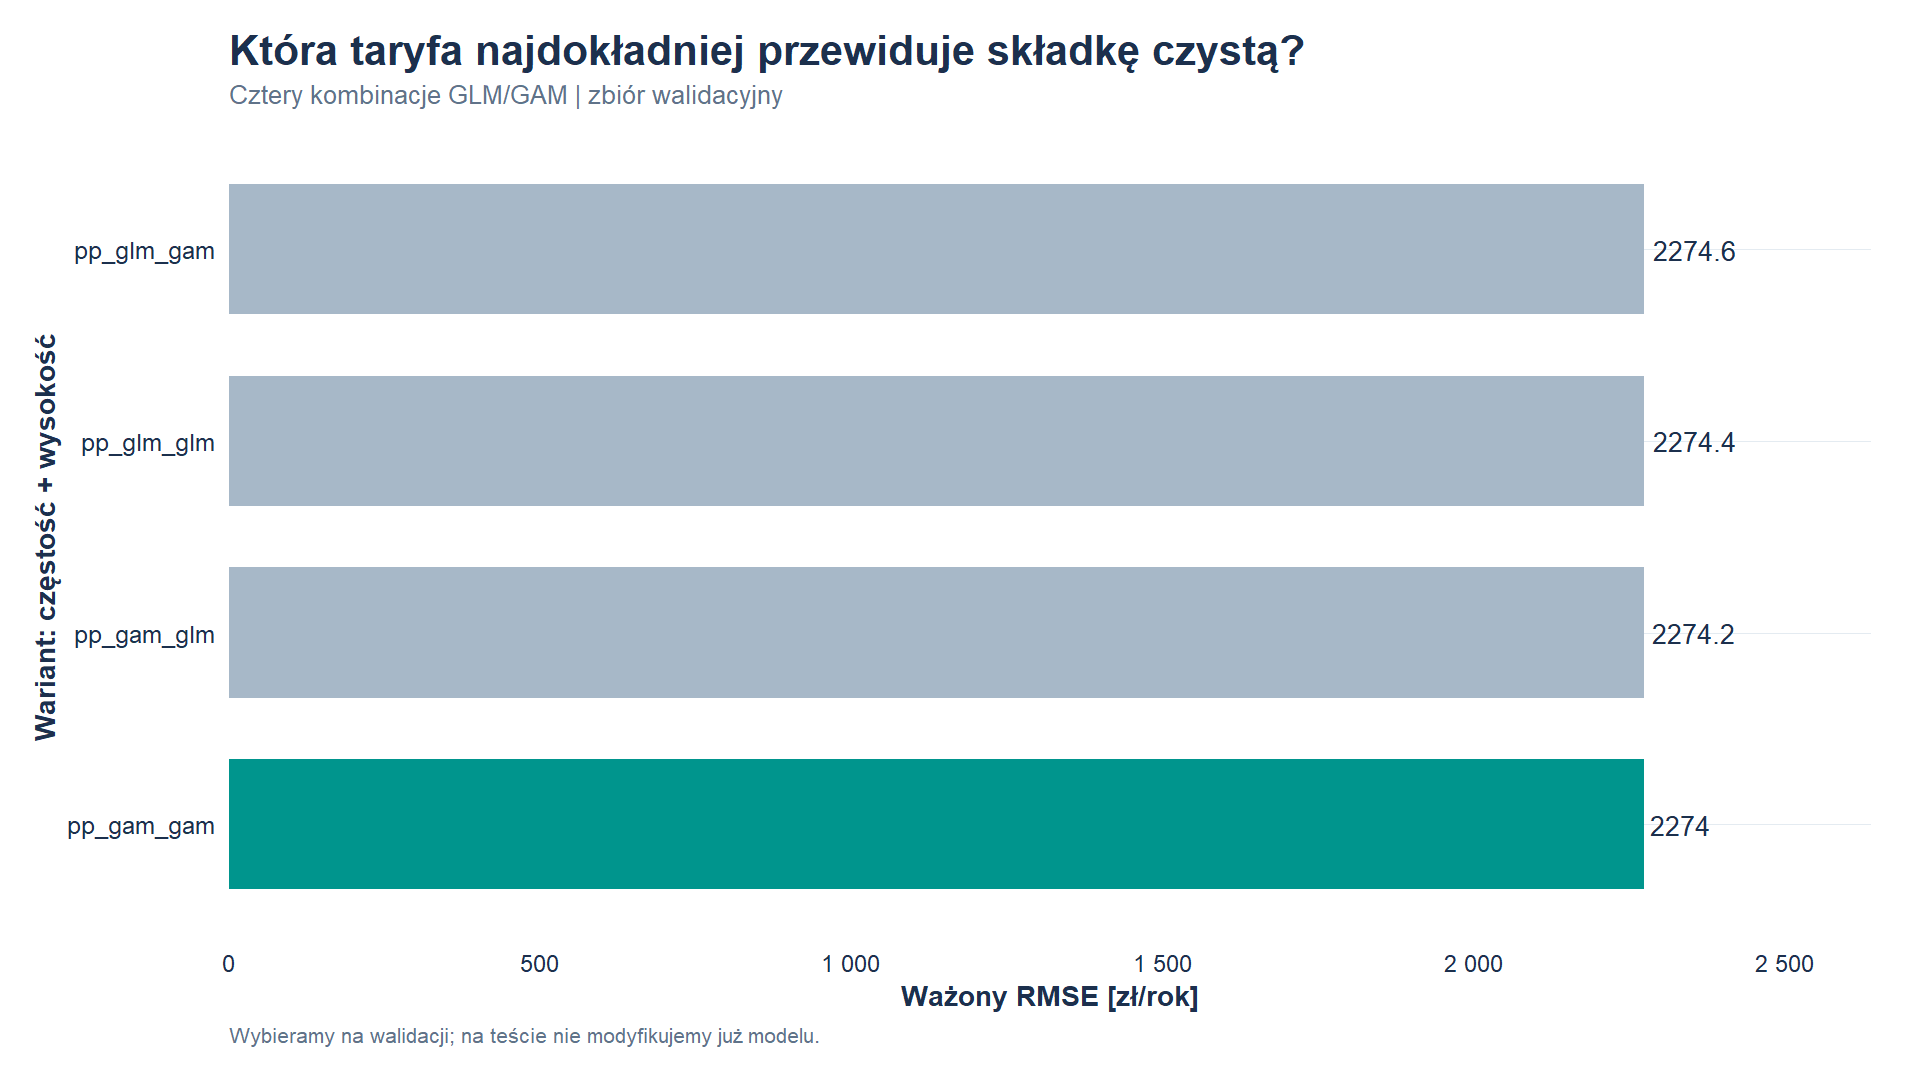 Która taryfa najdokładniej przewiduje składkę czystą?
Cztery kombinacje GLM/GAM | zbiór walidacyjny
Wariant: częstość + wysokość
pp_glm_gam
2274.6
pp_glm_glm
2274.4
pp_gam_glm
2274.2
pp_gam_gam
2274
0
500
1 000
1 500
2 000
2 500
Ważony RMSE [zł/rok]
Wybieramy na walidacji; na teście nie modyfikujemy już modelu.